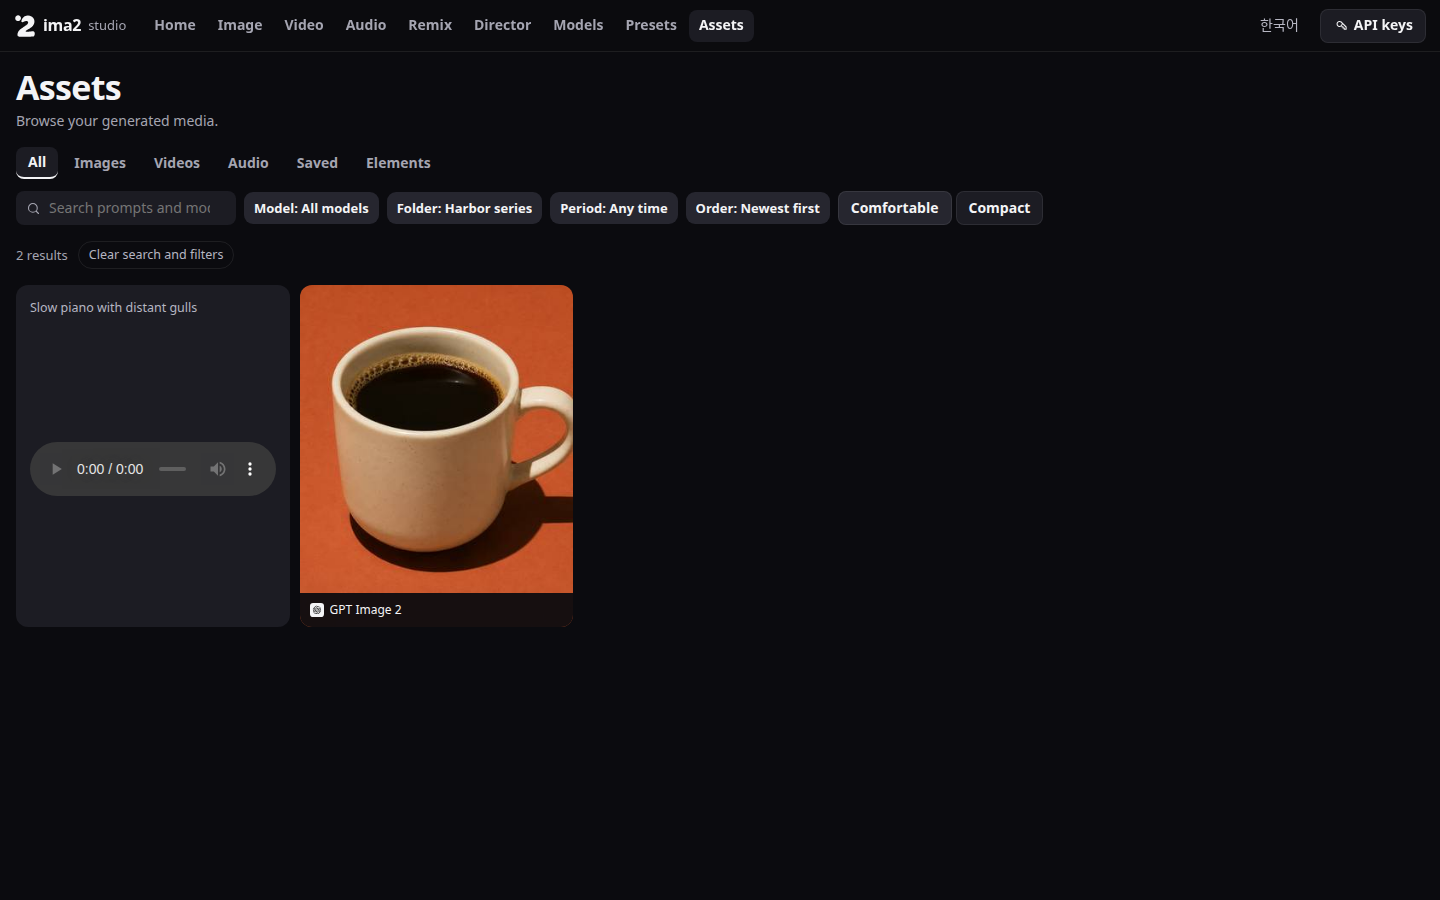 ima2 studio Home Image Video Audio Remix Director Models Presets Assets 한국어 API keys
Assets
Browse your generated media.
All Images Videos Audio Saved Elements
Search prompts and mo Model: All models Folder: Harbor series Period: Any time Order: Newest first Comfortable Compact
2 results Clear search and filters
Slow piano with distant gulls
0:00 / 0:00
GPT Image 2